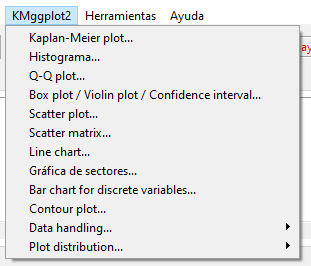 KMggplot2 Herramientas Ayuda
Kaplan-Meier plot...
Histograma...
Q-Q plot...
Box plot / Violin plot / Confidence interval...
Scatter plot...
Scatter matrix...
Line chart...
Gráfica de sectores...
Bar chart for discrete variables...
Contour plot...
Data handling...
Plot distribution...